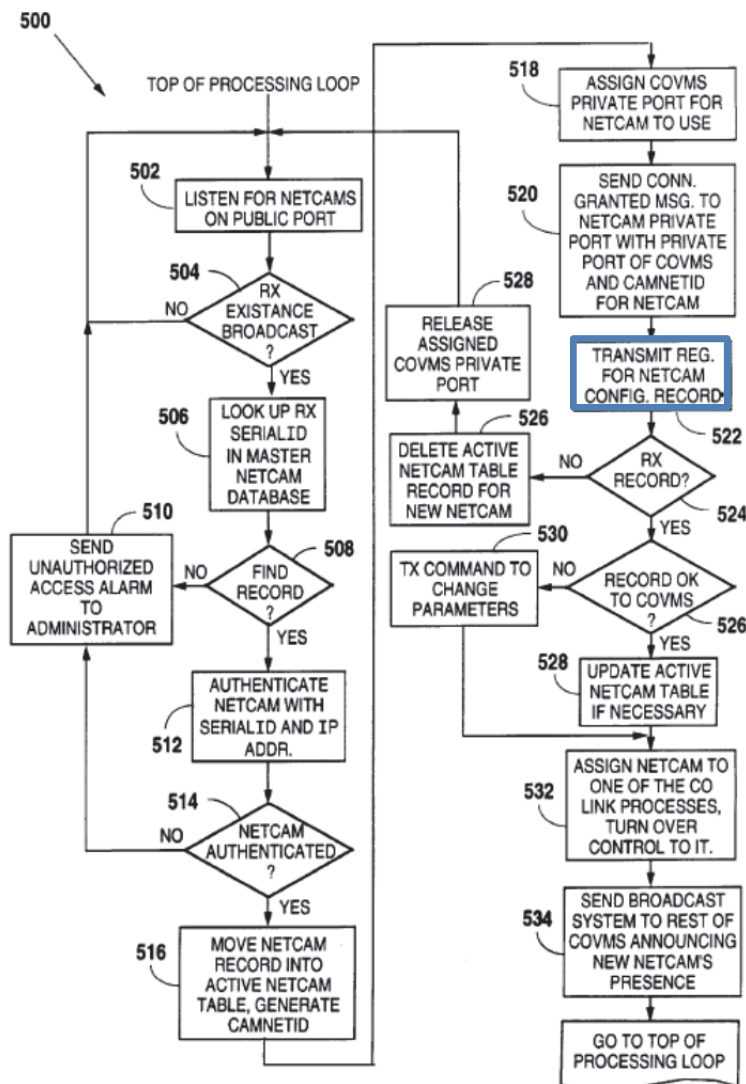 500
TOP OF PROCESSING LOOP
502
LISTEN FOR NETCAMS
ON PUBLIC PORT
504
RX
EXISTANCE
BROADCAST
?
NO
YES
506
LOOK UP RX
SERIALID
IN MASTER
NETCAM
DATABASE
508
FIND
RECORD
?
NO
YES
510
SEND
UNAUTHORIZED
ACCESS ALARM
TO
ADMINISTRATOR
512
AUTHENTICATE
NETCAM WITH
SERIALID AND IP
ADDR.
514
NETCAM
AUTHENTICATED
?
NO
YES
516
MOVE NETCAM
RECORD INTO
ACTIVE NETCAM
TABLE, GENERATE
CAMNETID
518
ASSIGN COVMS
PRIVATE PORT FOR
NETCAM TO USE
520
SEND CONN.
GRANTED MSG. TO
NETCAM PRIVATE
PORT WITH PRIVATE
PORT OF COVMS
AND CAMNETID
FOR NETCAM
TRANSMIT REG.
FOR NETCAM
CONFIG. RECORD
522
RX
RECORD?
524
NO
YES
526
DELETE ACTIVE
NETCAM TABLE
RECORD FOR
NEW NETCAM
528
RELEASE
ASSIGNED
COVMS PRIVATE
PORT
RECORD OK
TO COVMS
?
526
NO
YES
530
TX COMMAND TO
CHANGE
PARAMETERS
528
UPDATE ACTIVE
NETCAM TABLE
IF NECESSARY
532
ASSIGN NETCAM TO
ONE OF THE CO
LINK PROCESSES,
TURN OVER
CONTROL TO IT.
534
SEND BROADCAST
SYSTEM TO REST OF
COVMS ANNOUNCING
NEW NETCAM'S
PRESENCE
GO TO TOP OF
PROCESSING LOOP